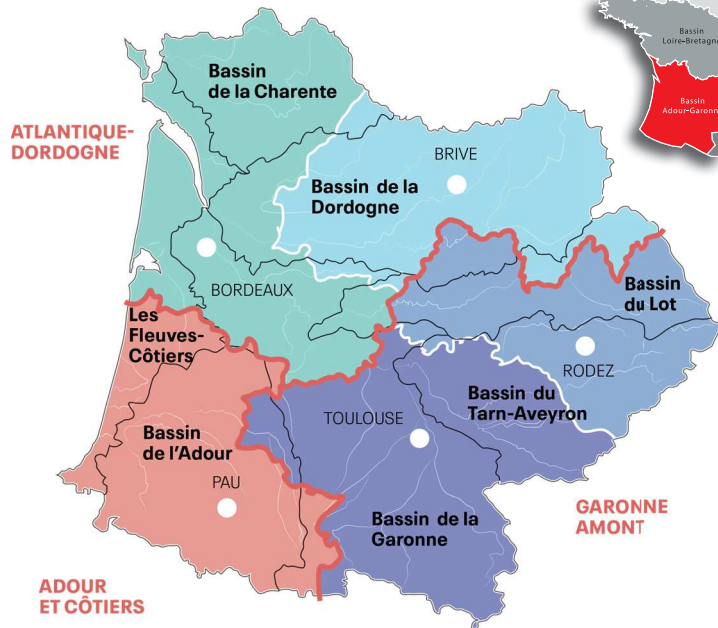 Bassin
Loire-Bretagne
Bassin
Adour-Garonne
Bassin
de la Charente
ATLANTIQUE-
DORDOGNE
BRIVE
Bassin de la
Dordogne
BORDEAUX
Bassin
du Lot
Les
Fleuves-
Côtiers
RODEZ
Bassin du
Tarn-Aveyron
TOULOUSE
Bassin
de l'Adour
PAU
GARONNE
AMONT
Bassin de la
Garonne
ADOUR
ET CÔTIERS